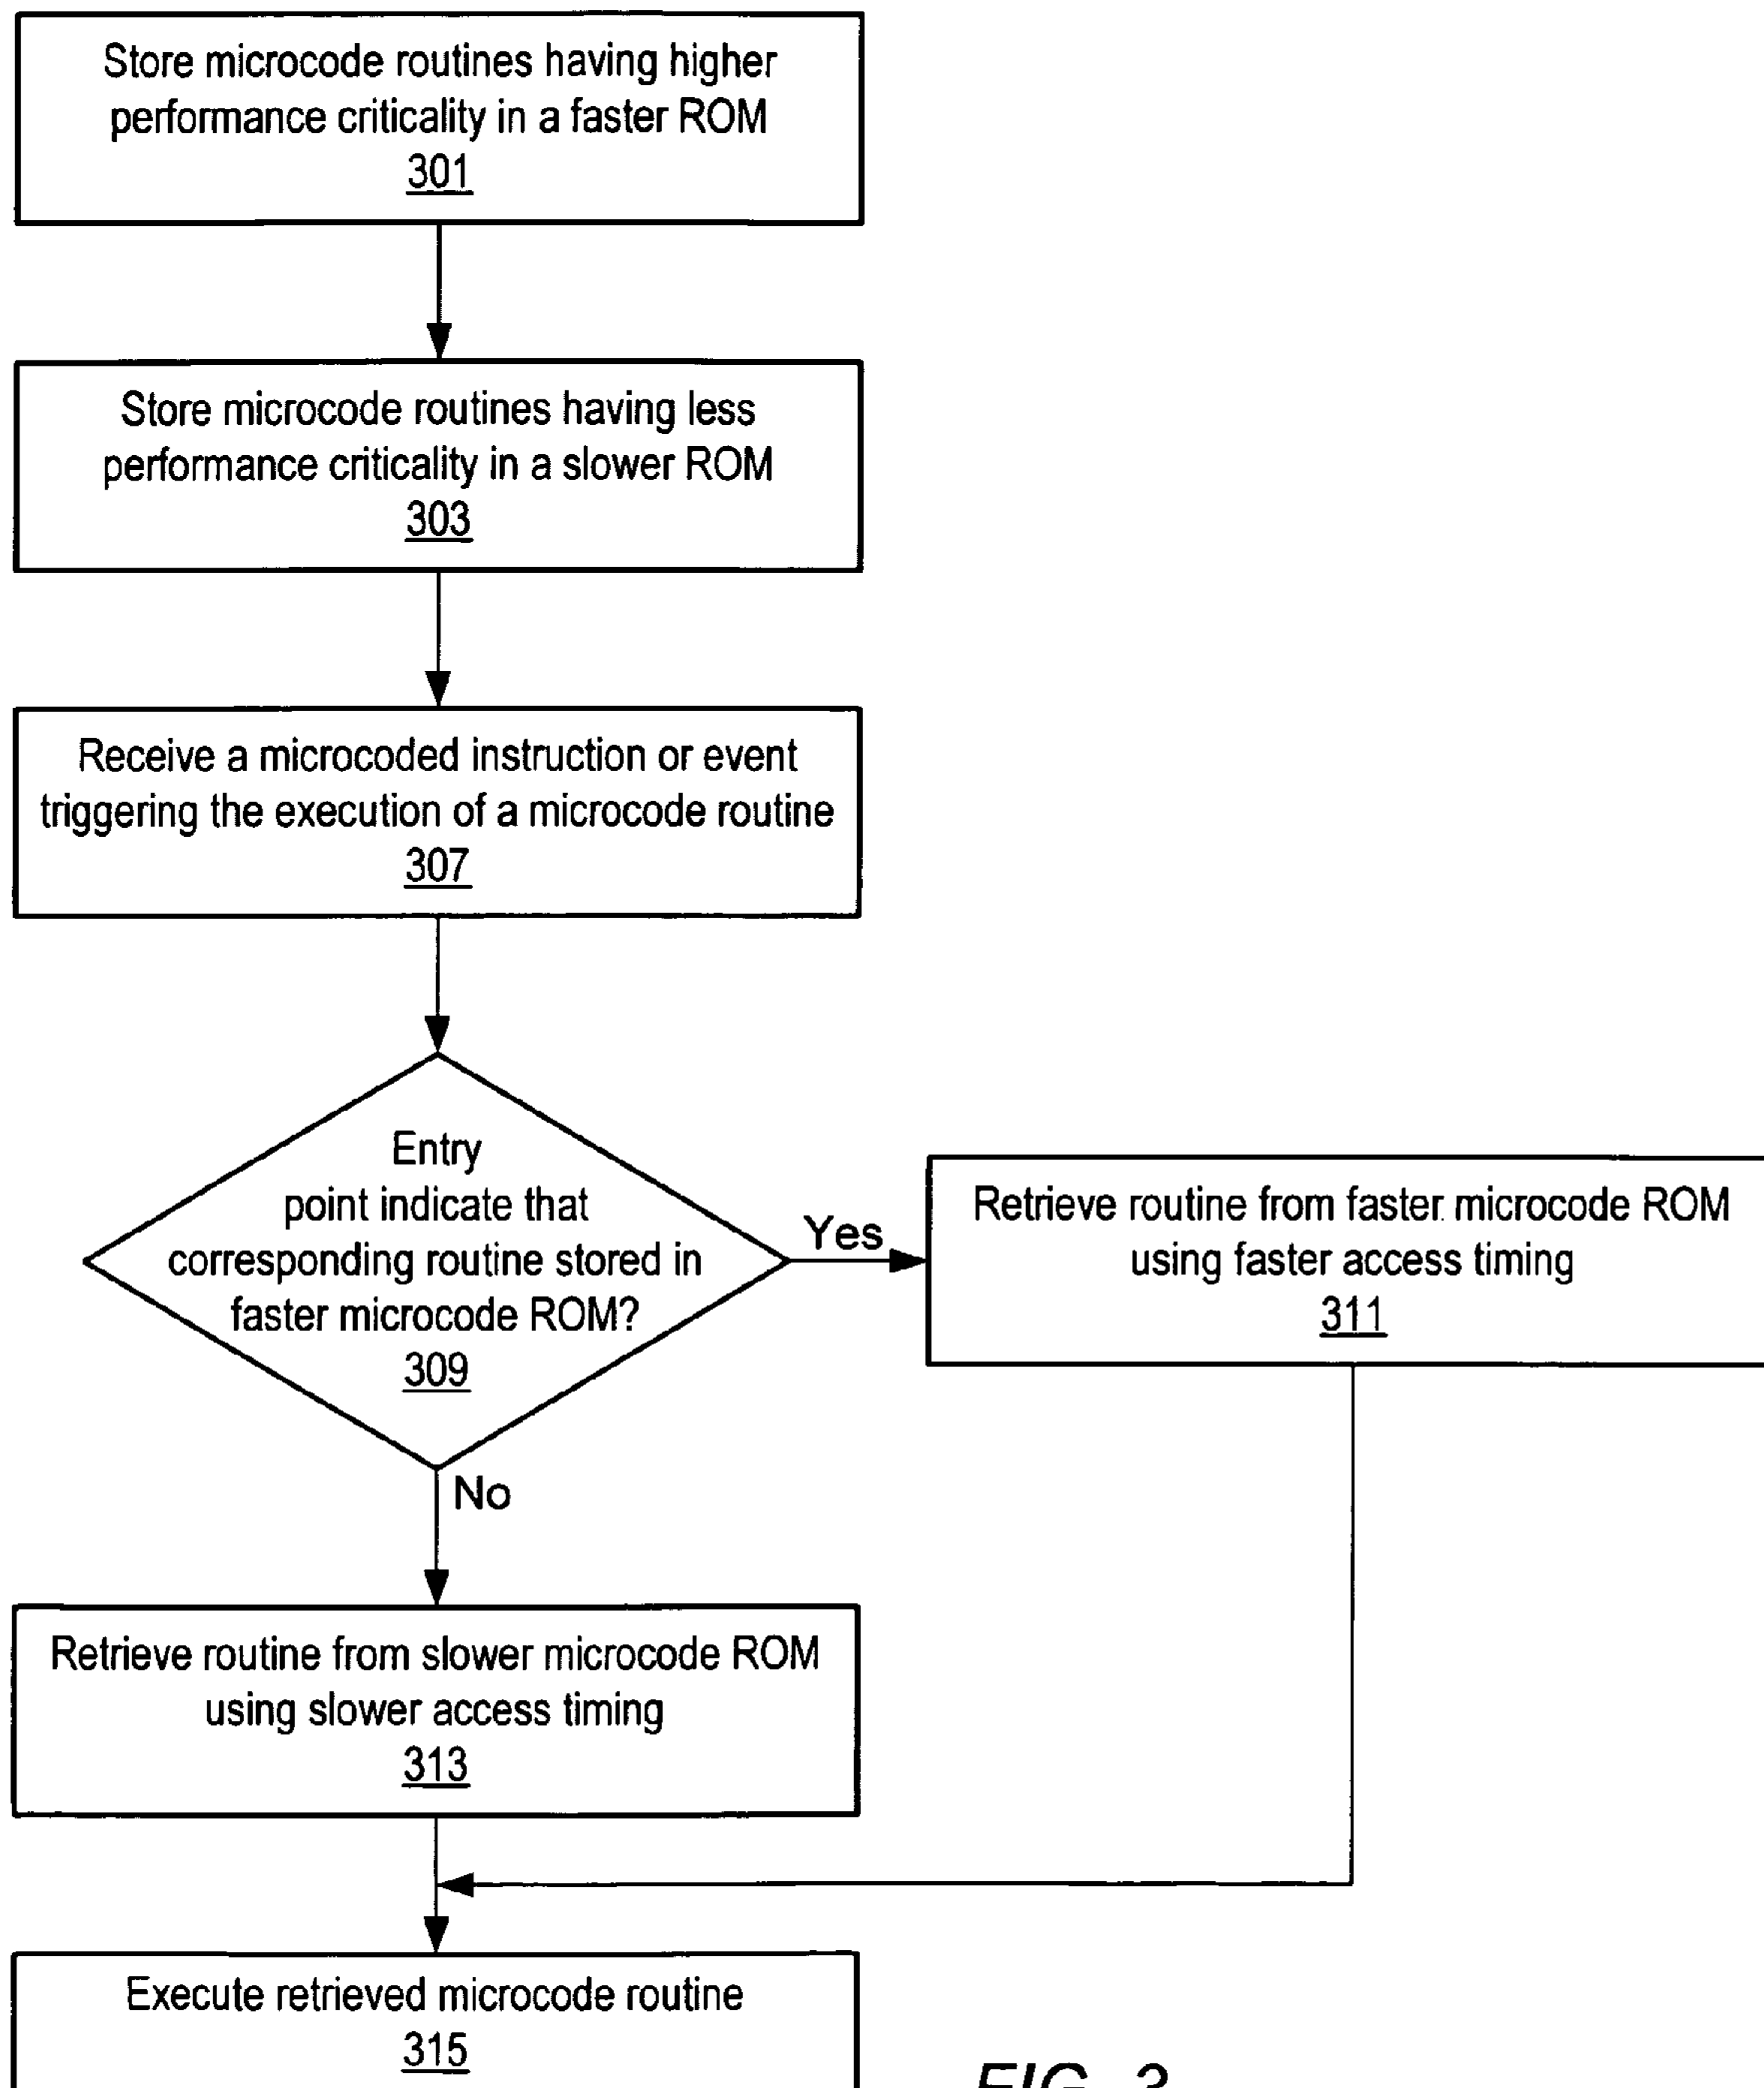 Store microcode routines having higher
performance criticality in a faster ROM
301
Store microcode routines having less
performance criticality in a slower ROM
303
Receive a microcoded instruction or event
triggering the execution of a microcode routine
307
Entry
point indicate that
corresponding routine stored in
faster microcode ROM?
309
Yes
Retrieve routine from faster microcode ROM
using faster access timing
311
No
Retrieve routine from slower microcode ROM
using slower access timing
313
Execute retrieved microcode routine
315
FIG. 3